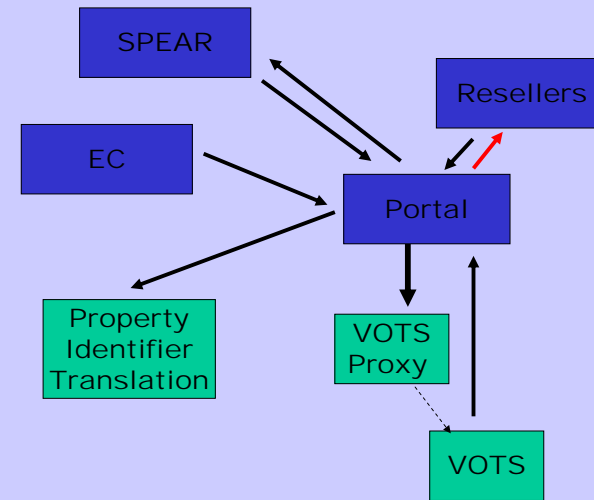 SPEAR
Resellers
EC
Portal
Property
Identifier
Translation
VOTS
Proxy
VOTS